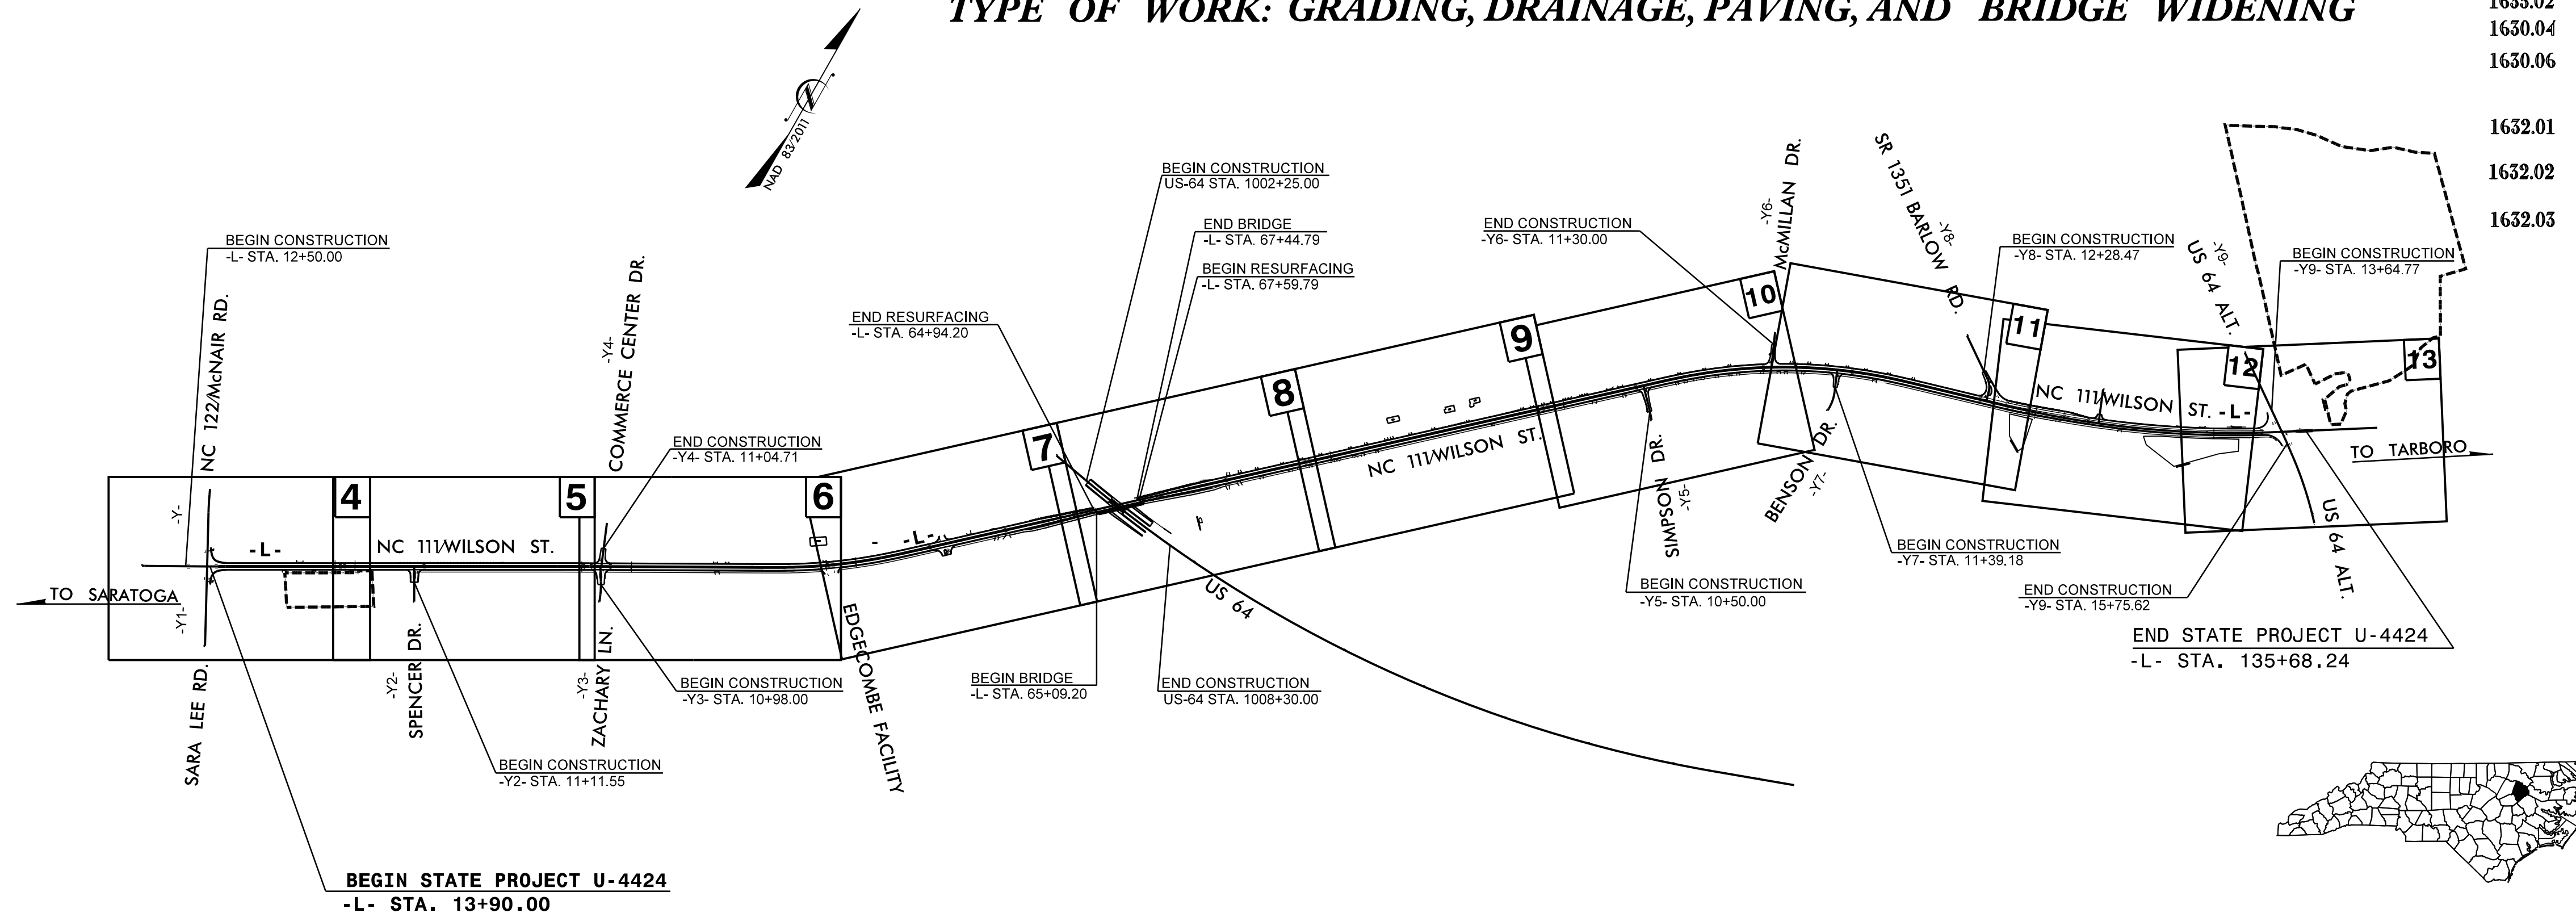 TYPE OF WORK: GRADING, DRAINAGE, PAVING, AND BRIDGE WIDENING
1630.04
1630.06
1632.01
1632.02
1632.03
NAD 83/2011
BEGIN CONSTRUCTION
-L- STA. 12+50.00
NC 122/McNAIR RD.
-Y-
-Y1-
SARA LEE RD.
TO SARATOGA
-L-
NC 111/WILSON ST.
4
5
6
-Y2-
SPENCER DR.
BEGIN CONSTRUCTION
-Y2- STA. 11+11.55
COMMERCE CENTER DR.
-Y4-
END CONSTRUCTION
-Y4- STA. 11+04.71
-Y3-
ZACHARY LN.
BEGIN CONSTRUCTION
-Y3- STA. 10+98.00
EDGECOMBE FACILITY
BEGIN STATE PROJECT U-4424
-L- STA. 13+90.00
END RESURFACING
-L- STA. 64+94.20
BEGIN CONSTRUCTION
US-64 STA. 1002+25.00
END BRIDGE
-L- STA. 67+44.79
BEGIN RESURFACING
-L- STA. 67+59.79
7
8
9
10
-L-
BEGIN BRIDGE
-L- STA. 65+09.20
END CONSTRUCTION
US-64 STA. 1008+30.00
US 64
NC 111/WILSON ST.
END CONSTRUCTION
-Y6- STA. 11+30.00
-Y6-
McMILLAN DR.
SIMPSON DR.
-Y5-
BEGIN CONSTRUCTION
-Y5- STA. 10+50.00
BENSON DR.
-Y7-
BEGIN CONSTRUCTION
-Y7- STA. 11+39.18
SR 1351 BARLOW RD.
-Y8-
BEGIN CONSTRUCTION
-Y8- STA. 12+28.47
11
12
13
NC 111/WILSON ST. -L-
US 64 ALT.
-Y9-
BEGIN CONSTRUCTION
-Y9- STA. 13+64.77
TO TARBORO
END CONSTRUCTION
-Y9- STA. 15+75.62
US 64 ALT.
END STATE PROJECT U-4424
-L- STA. 135+68.24